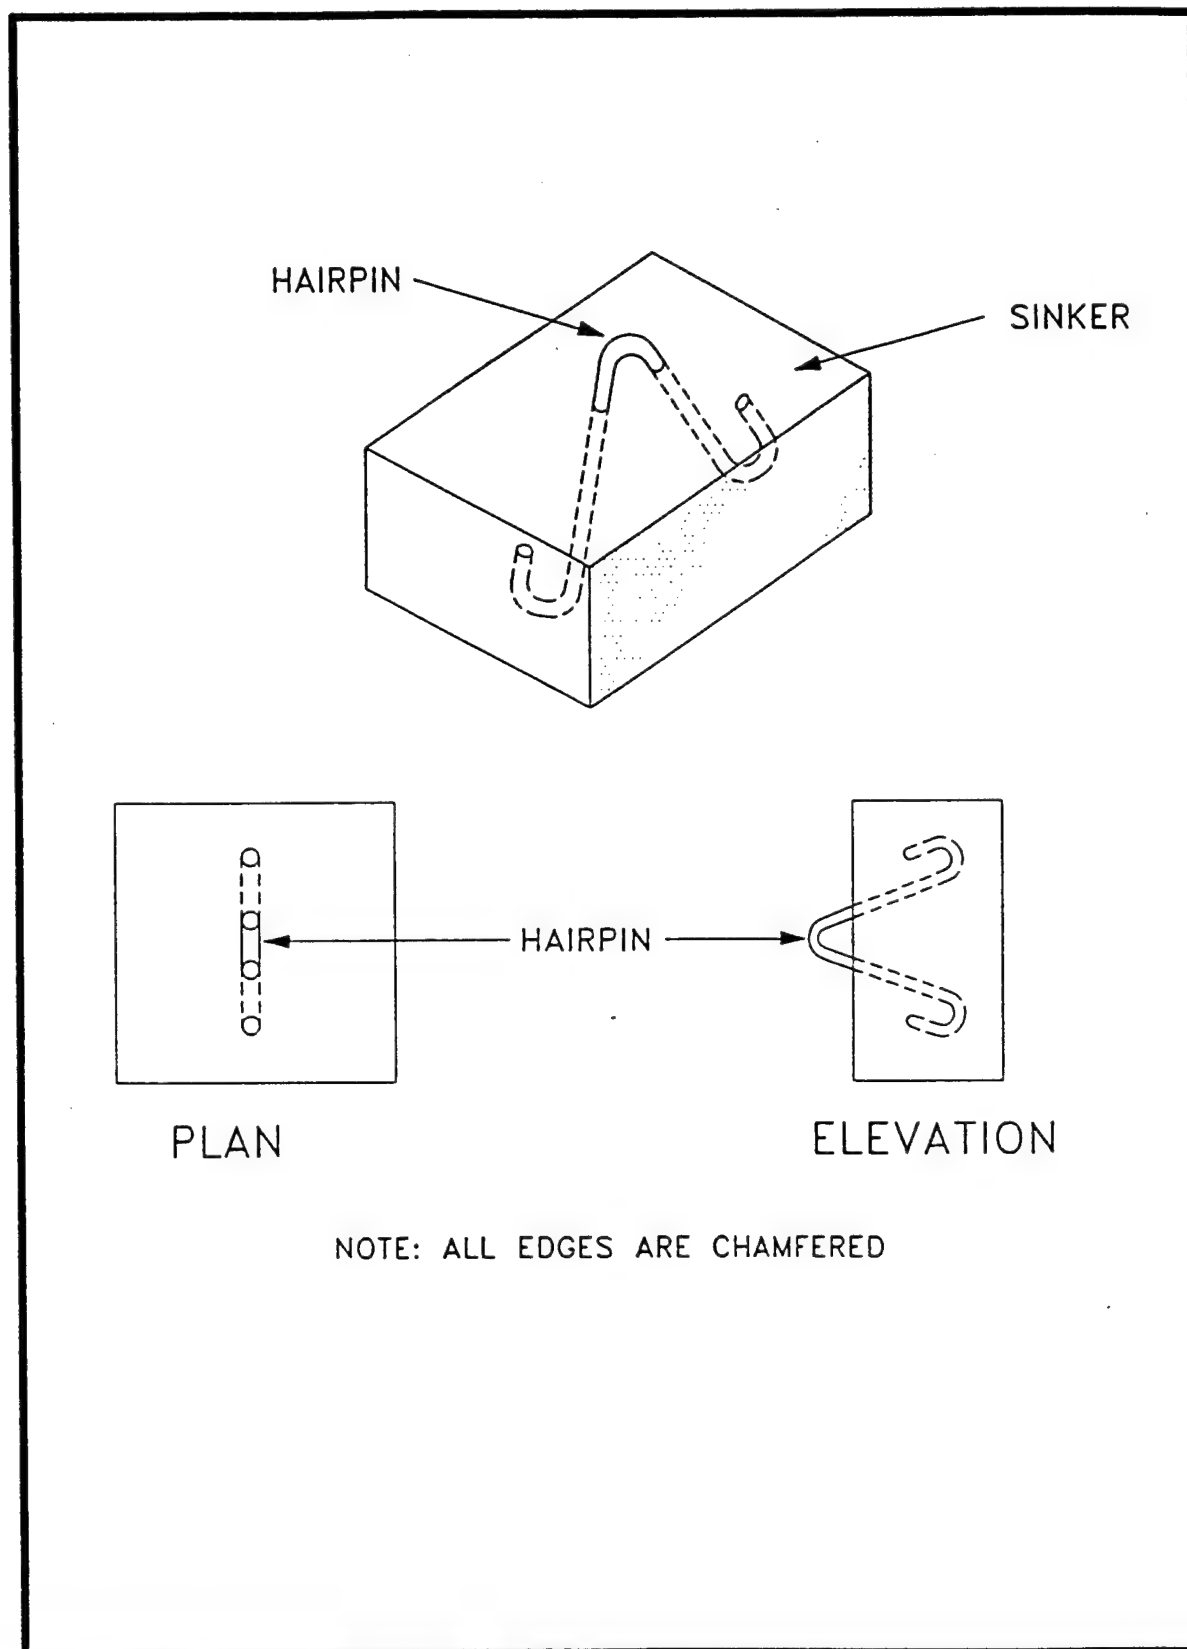 HAIRPIN
SINKER
HAIRPIN
PLAN
ELEVATION
NOTE: ALL EDGES ARE CHAMFERED